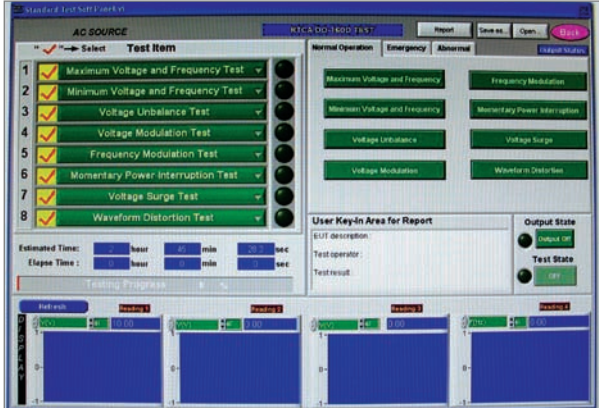 Standard Test Soft Panel.vi
AC SOURCE
RTCA/DO-160D TEST
Report
Save as...
Open...
Back
" ✓ "→ Select
Test Item
Normal Operation
Emergency
Abnormal
Output Status
1 Maximum Voltage and Frequency Test
2 Minimum Voltage and Frequency Test
3 Voltage Unbalance Test
4 Voltage Modulation Test
5 Frequency Modulation Test
6 Momentary Power Interruption Test
7 Voltage Surge Test
8 Waveform Distortion Test
Maximum Voltage and Frequency
Frequency Modulation
Minimum Voltage and Frequency
Momentary Power Interruption
Voltage Unbalance
Voltage Surge
Voltage Modulation
Waveform Distortion
Estimated Time: 2 hour 45 min 28.2 sec
Elapse Time : 0 hour 0 min 0 sec
Testing Progress %
User Key-In Area for Report
EUT description :
Test operator :
Test result :
Output State
Output Off
Test State
OFF
Refresh
Reading 1
Reading 2
Reading 3
Reading 4
DISPLAY
V(V) 10.00
V(V) 0.00
V(V) 0.00
0.00
1- 1- 1- 1-
0- 0- 0- 0-
-1- -1- -1- -1-